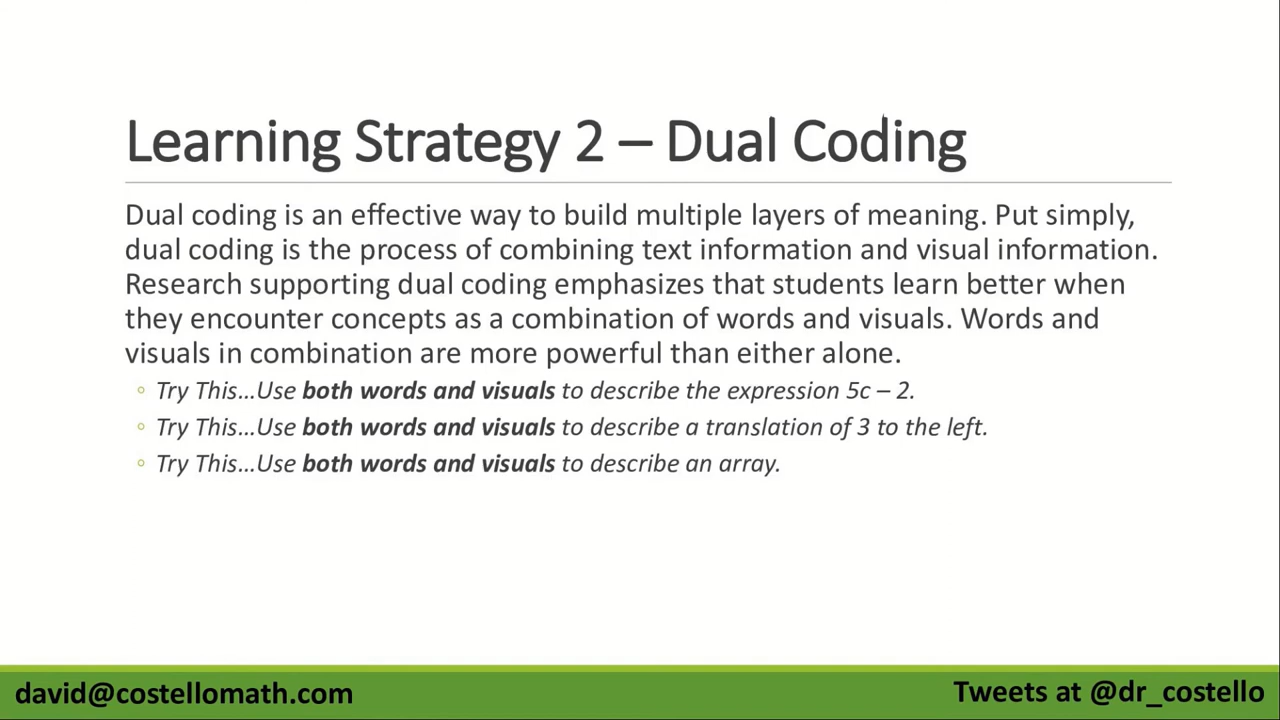 Learning Strategy 2 – Dual Coding
Dual coding is an effective way to build multiple layers of meaning. Put simply,
dual coding is the process of combining text information and visual information.
Research supporting dual coding emphasizes that students learn better when
they encounter concepts as a combination of words and visuals. Words and
visuals in combination are more powerful than either alone.
◦ Try This…Use both words and visuals to describe the expression 5c – 2.
◦ Try This…Use both words and visuals to describe a translation of 3 to the left.
◦ Try This…Use both words and visuals to describe an array.
david@costellomath.com
Tweets at @dr_costello